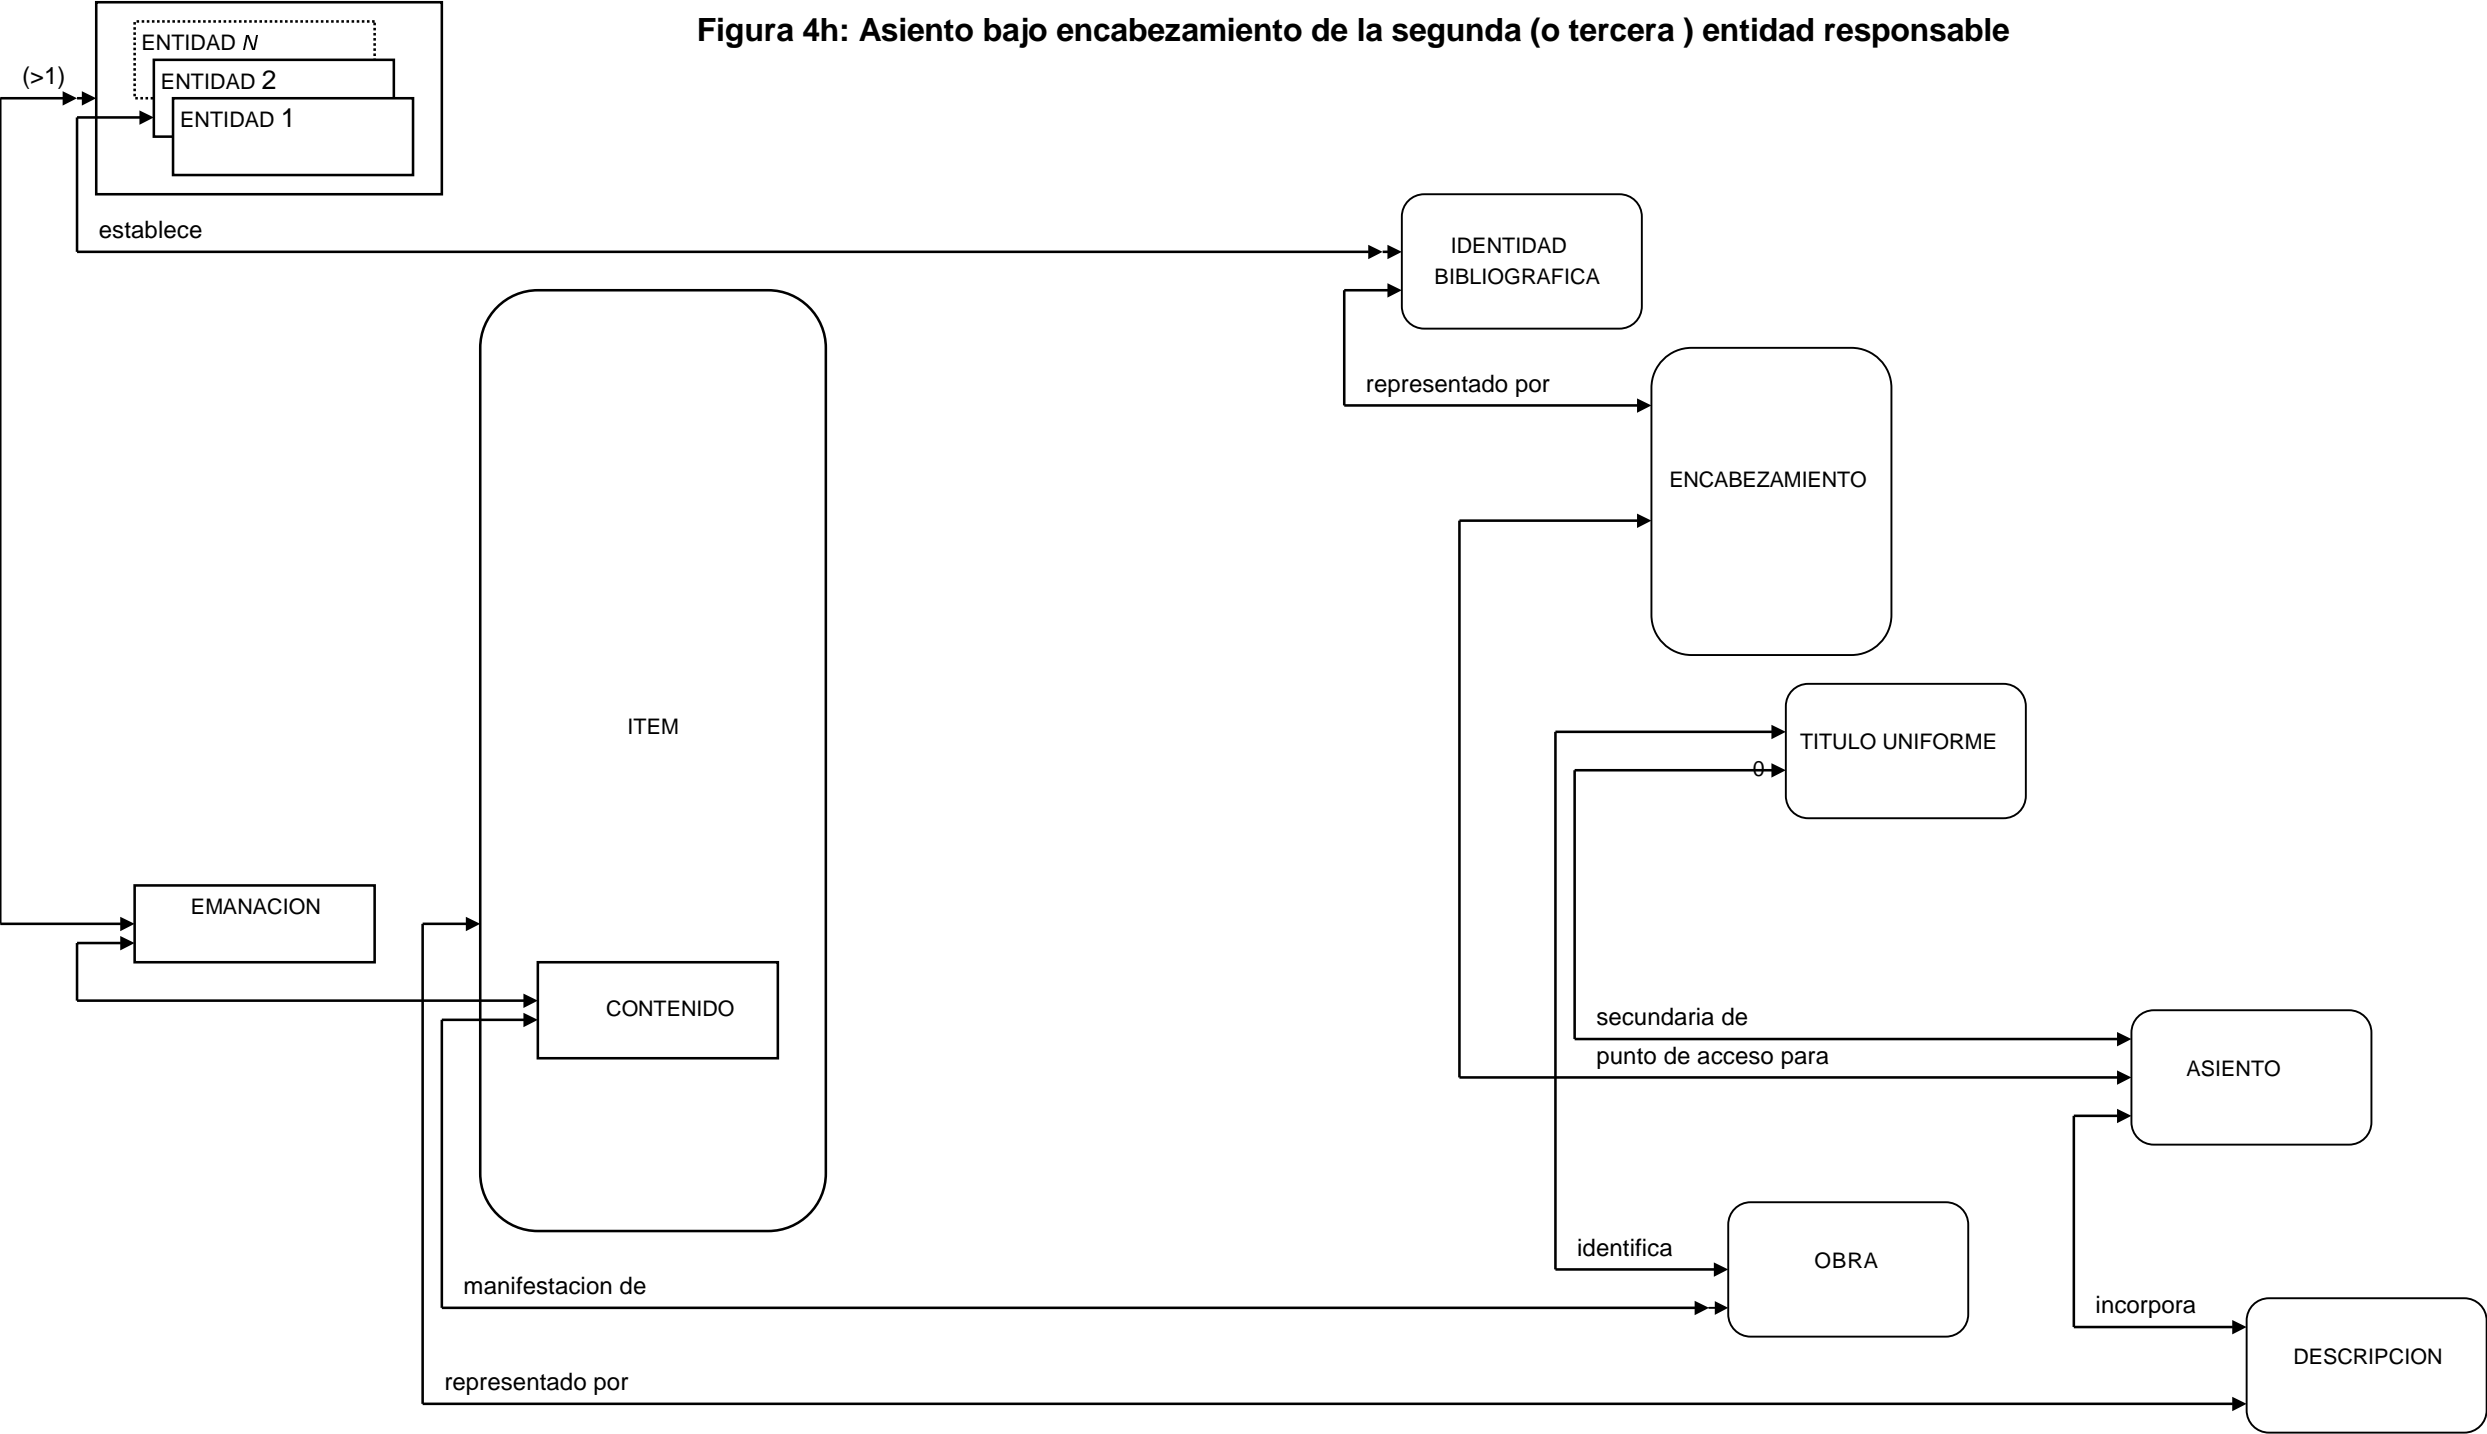 Figura 4h: Asiento bajo encabezamiento de la segunda (o tercera ) entidad responsable
ENTIDAD N
(>1)
ENTIDAD 2
ENTIDAD 1
establece
IDENTIDAD
BIBLIOGRAFICA
representado por
ENCABEZAMIENTO
ITEM
TITULO UNIFORME
0
EMANACION
CONTENIDO
secundaria de
punto de acceso para
ASIENTO
identifica
OBRA
manifestacion de
incorpora
DESCRIPCION
representado por